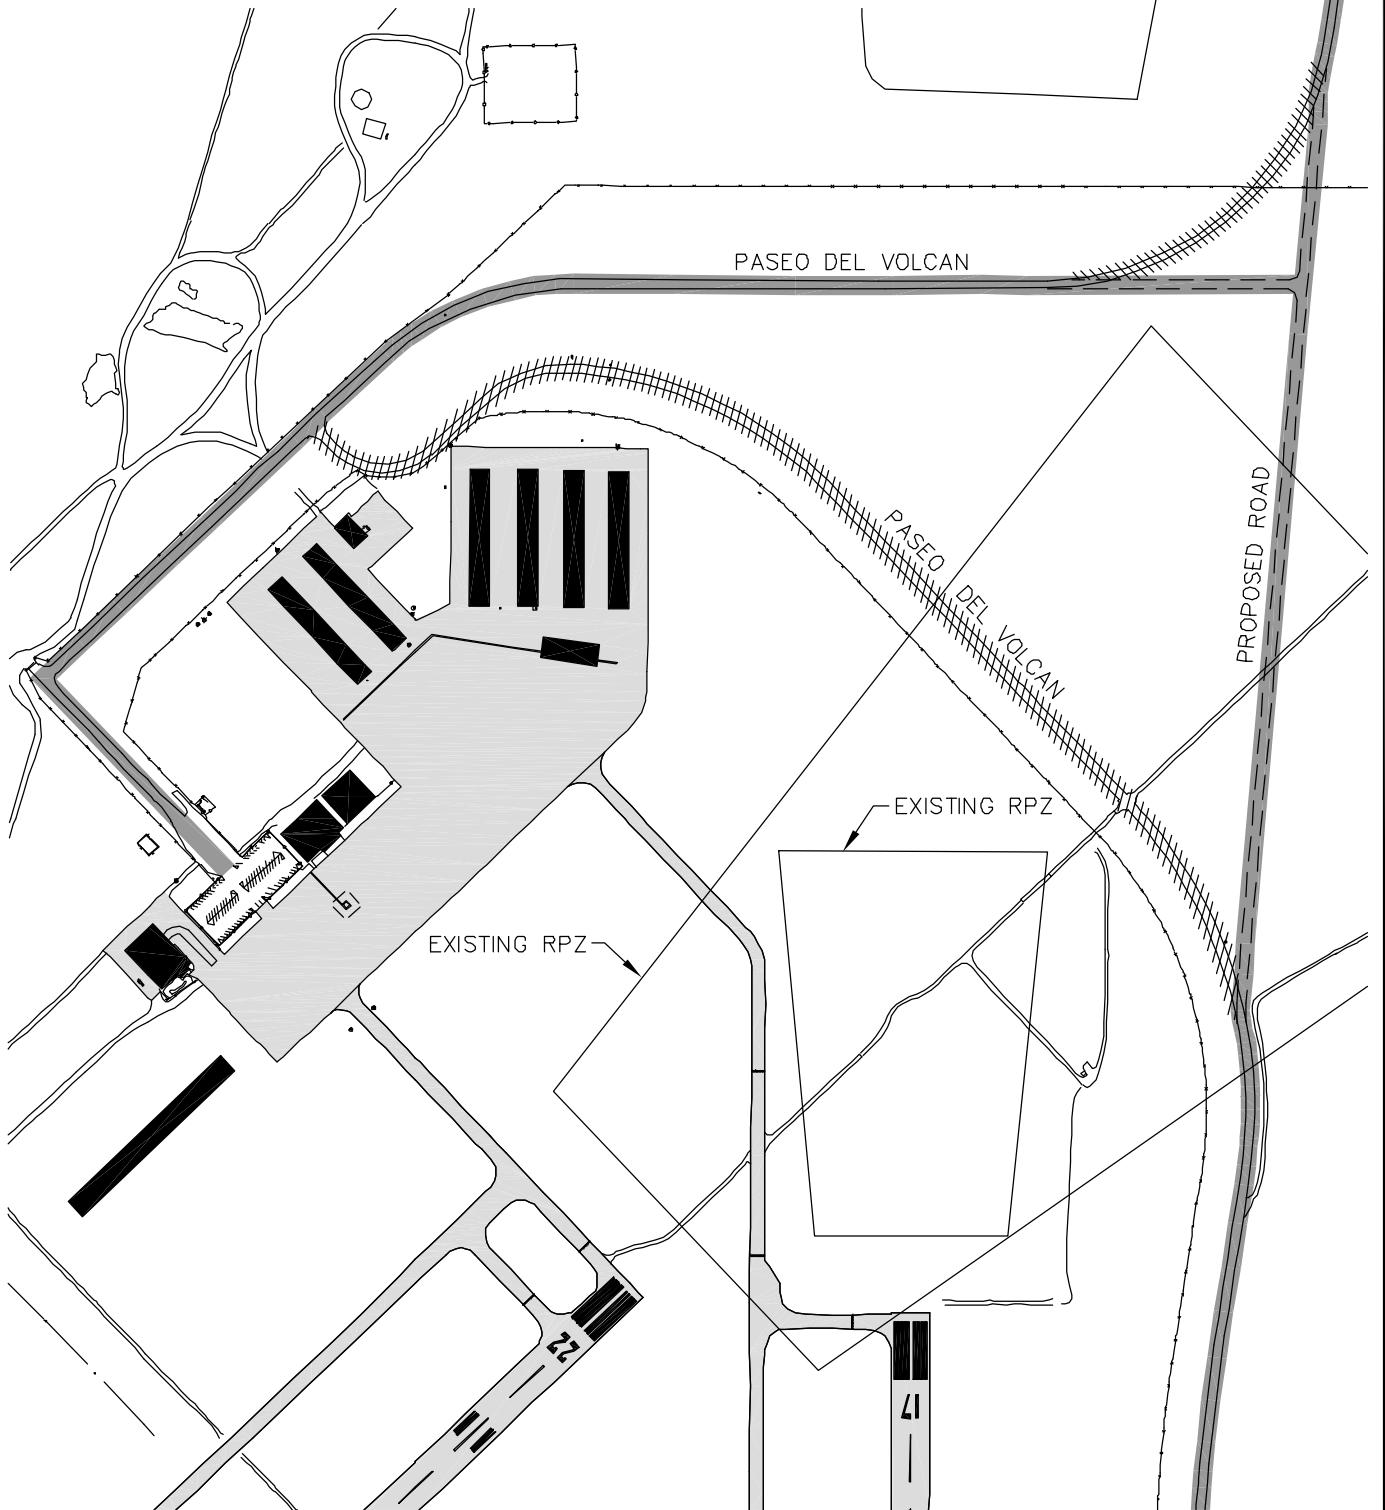 PASEO DEL VOLCAN
PASEO DEL VOLCAN
PROPOSED ROAD
EXISTING RPZ
EXISTING RPZ
22
17